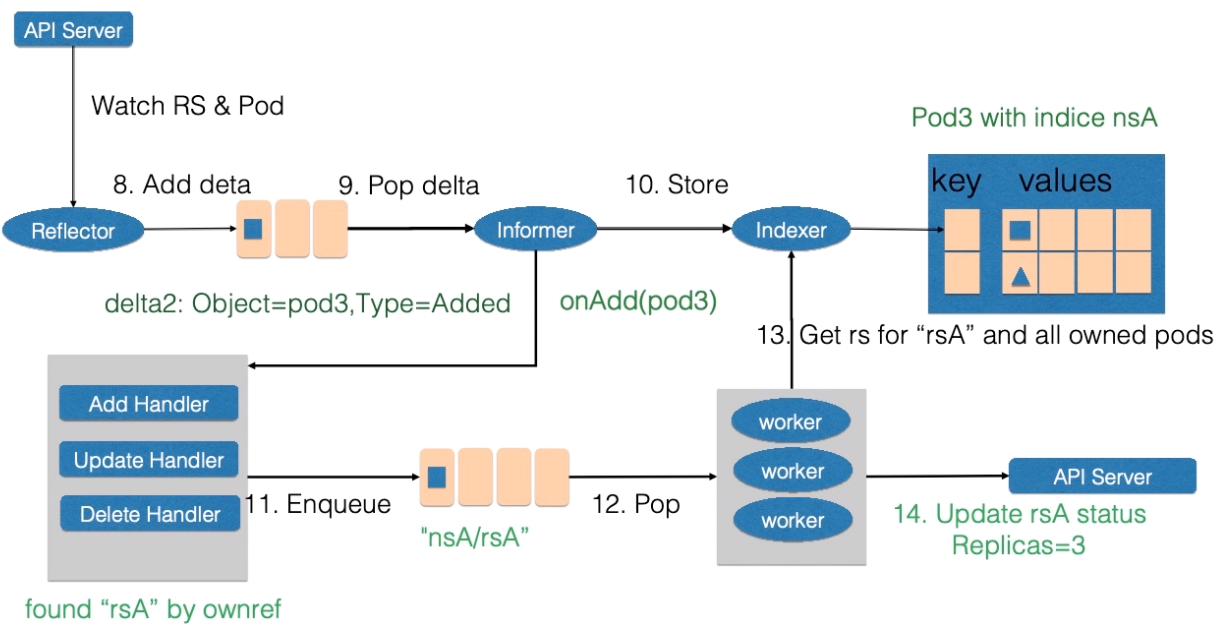 API Server
Watch RS & Pod
Pod3 with indice nsA
key values
8. Add deta
9. Pop delta
10. Store
Reflector
Informer
Indexer
delta2: Object=pod3,Type=Added
onAdd(pod3)
13. Get rs for “rsA” and all owned pods
Add Handler
Update Handler
Delete Handler
worker
worker
worker
API Server
11. Enqueue
12. Pop
"nsA/rsA”
14. Update rsA status
Replicas=3
found “rsA” by ownref